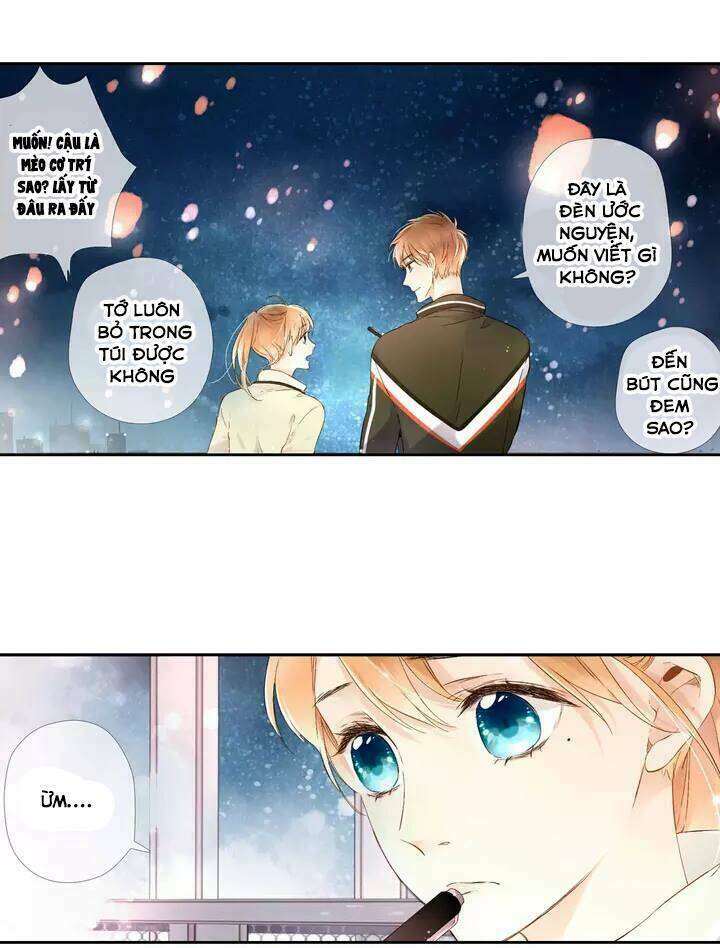 MUỐN! CẬU LÀ
MÈO CƠ TRÍ
SAO? LẤY TỪ
ĐÂU RA ĐẤY
TỚ LUÔN
BỎ TRONG
TÚI ĐƯỢC
KHÔNG
ĐÂY LÀ
ĐÈN ƯỚC
NGUYỆN,
MUỐN VIẾT GÌ
KHÔNG?
ĐẾN
BÚT CŨNG
ĐEM
SAO?
ỪM....